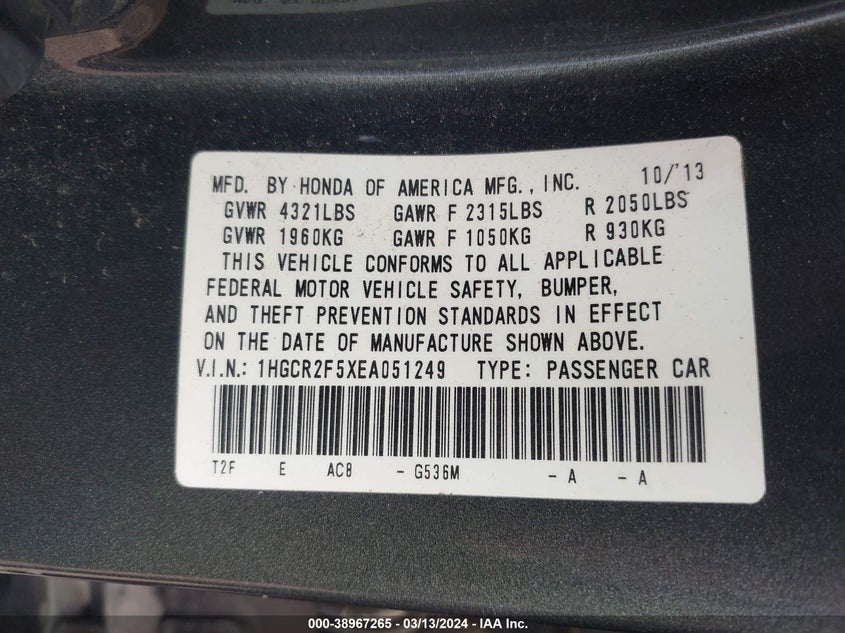 MFD. BY HONDA OF AMERICA MFG., INC. 10/'13
GVWR 4321LBS GAWR F 2315LBS R 2050LBS
GVWR 1960KG GAWR F 1050KG R 930KG
THIS VEHICLE CONFORMS TO ALL APPLICABLE
FEDERAL MOTOR VEHICLE SAFETY, BUMPER,
AND THEFT PREVENTION STANDARDS IN EFFECT
ON THE DATE OF MANUFACTURE SHOWN ABOVE.
V.I.N.: 1HGCR2F5XEA051249 TYPE: PASSENGER CAR
T2F E AC8 - G536M - A - A
000-38967265 - 03/13/2024 - IAA Inc.